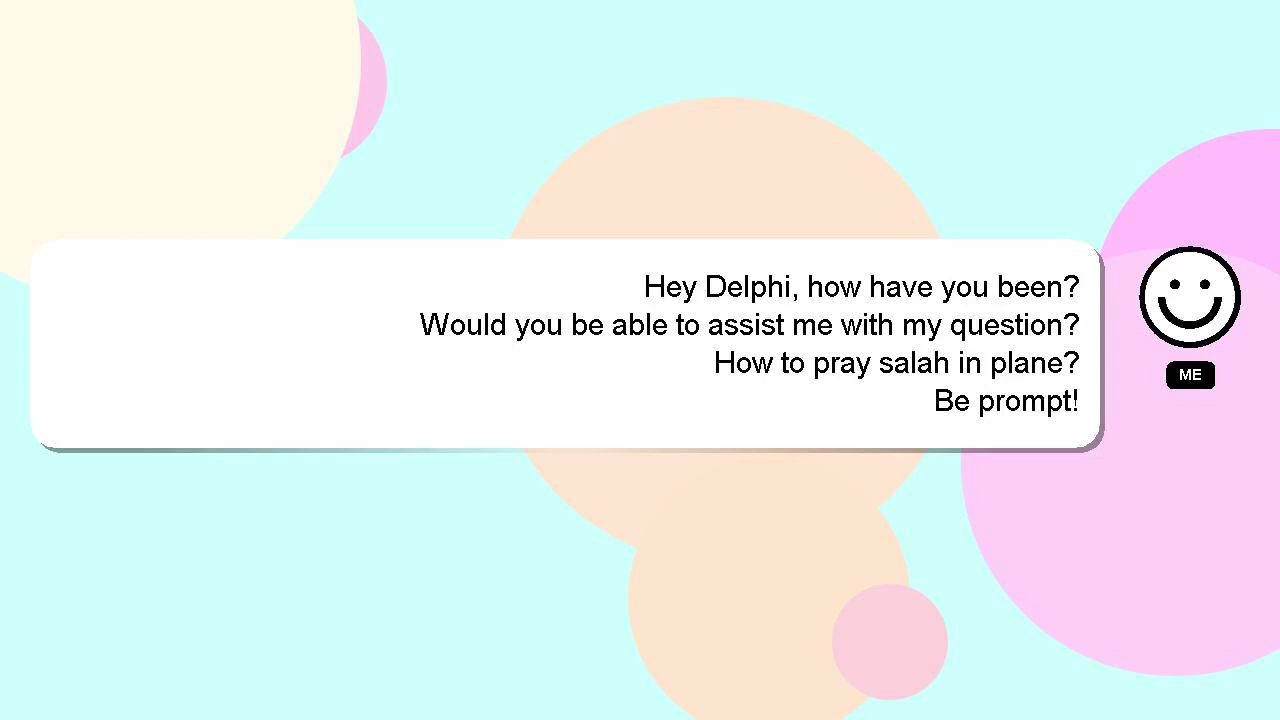 Hey Delphi, how have you been?
Would you be able to assist me with my question?
How to pray salah in plane?
Be prompt!
ME